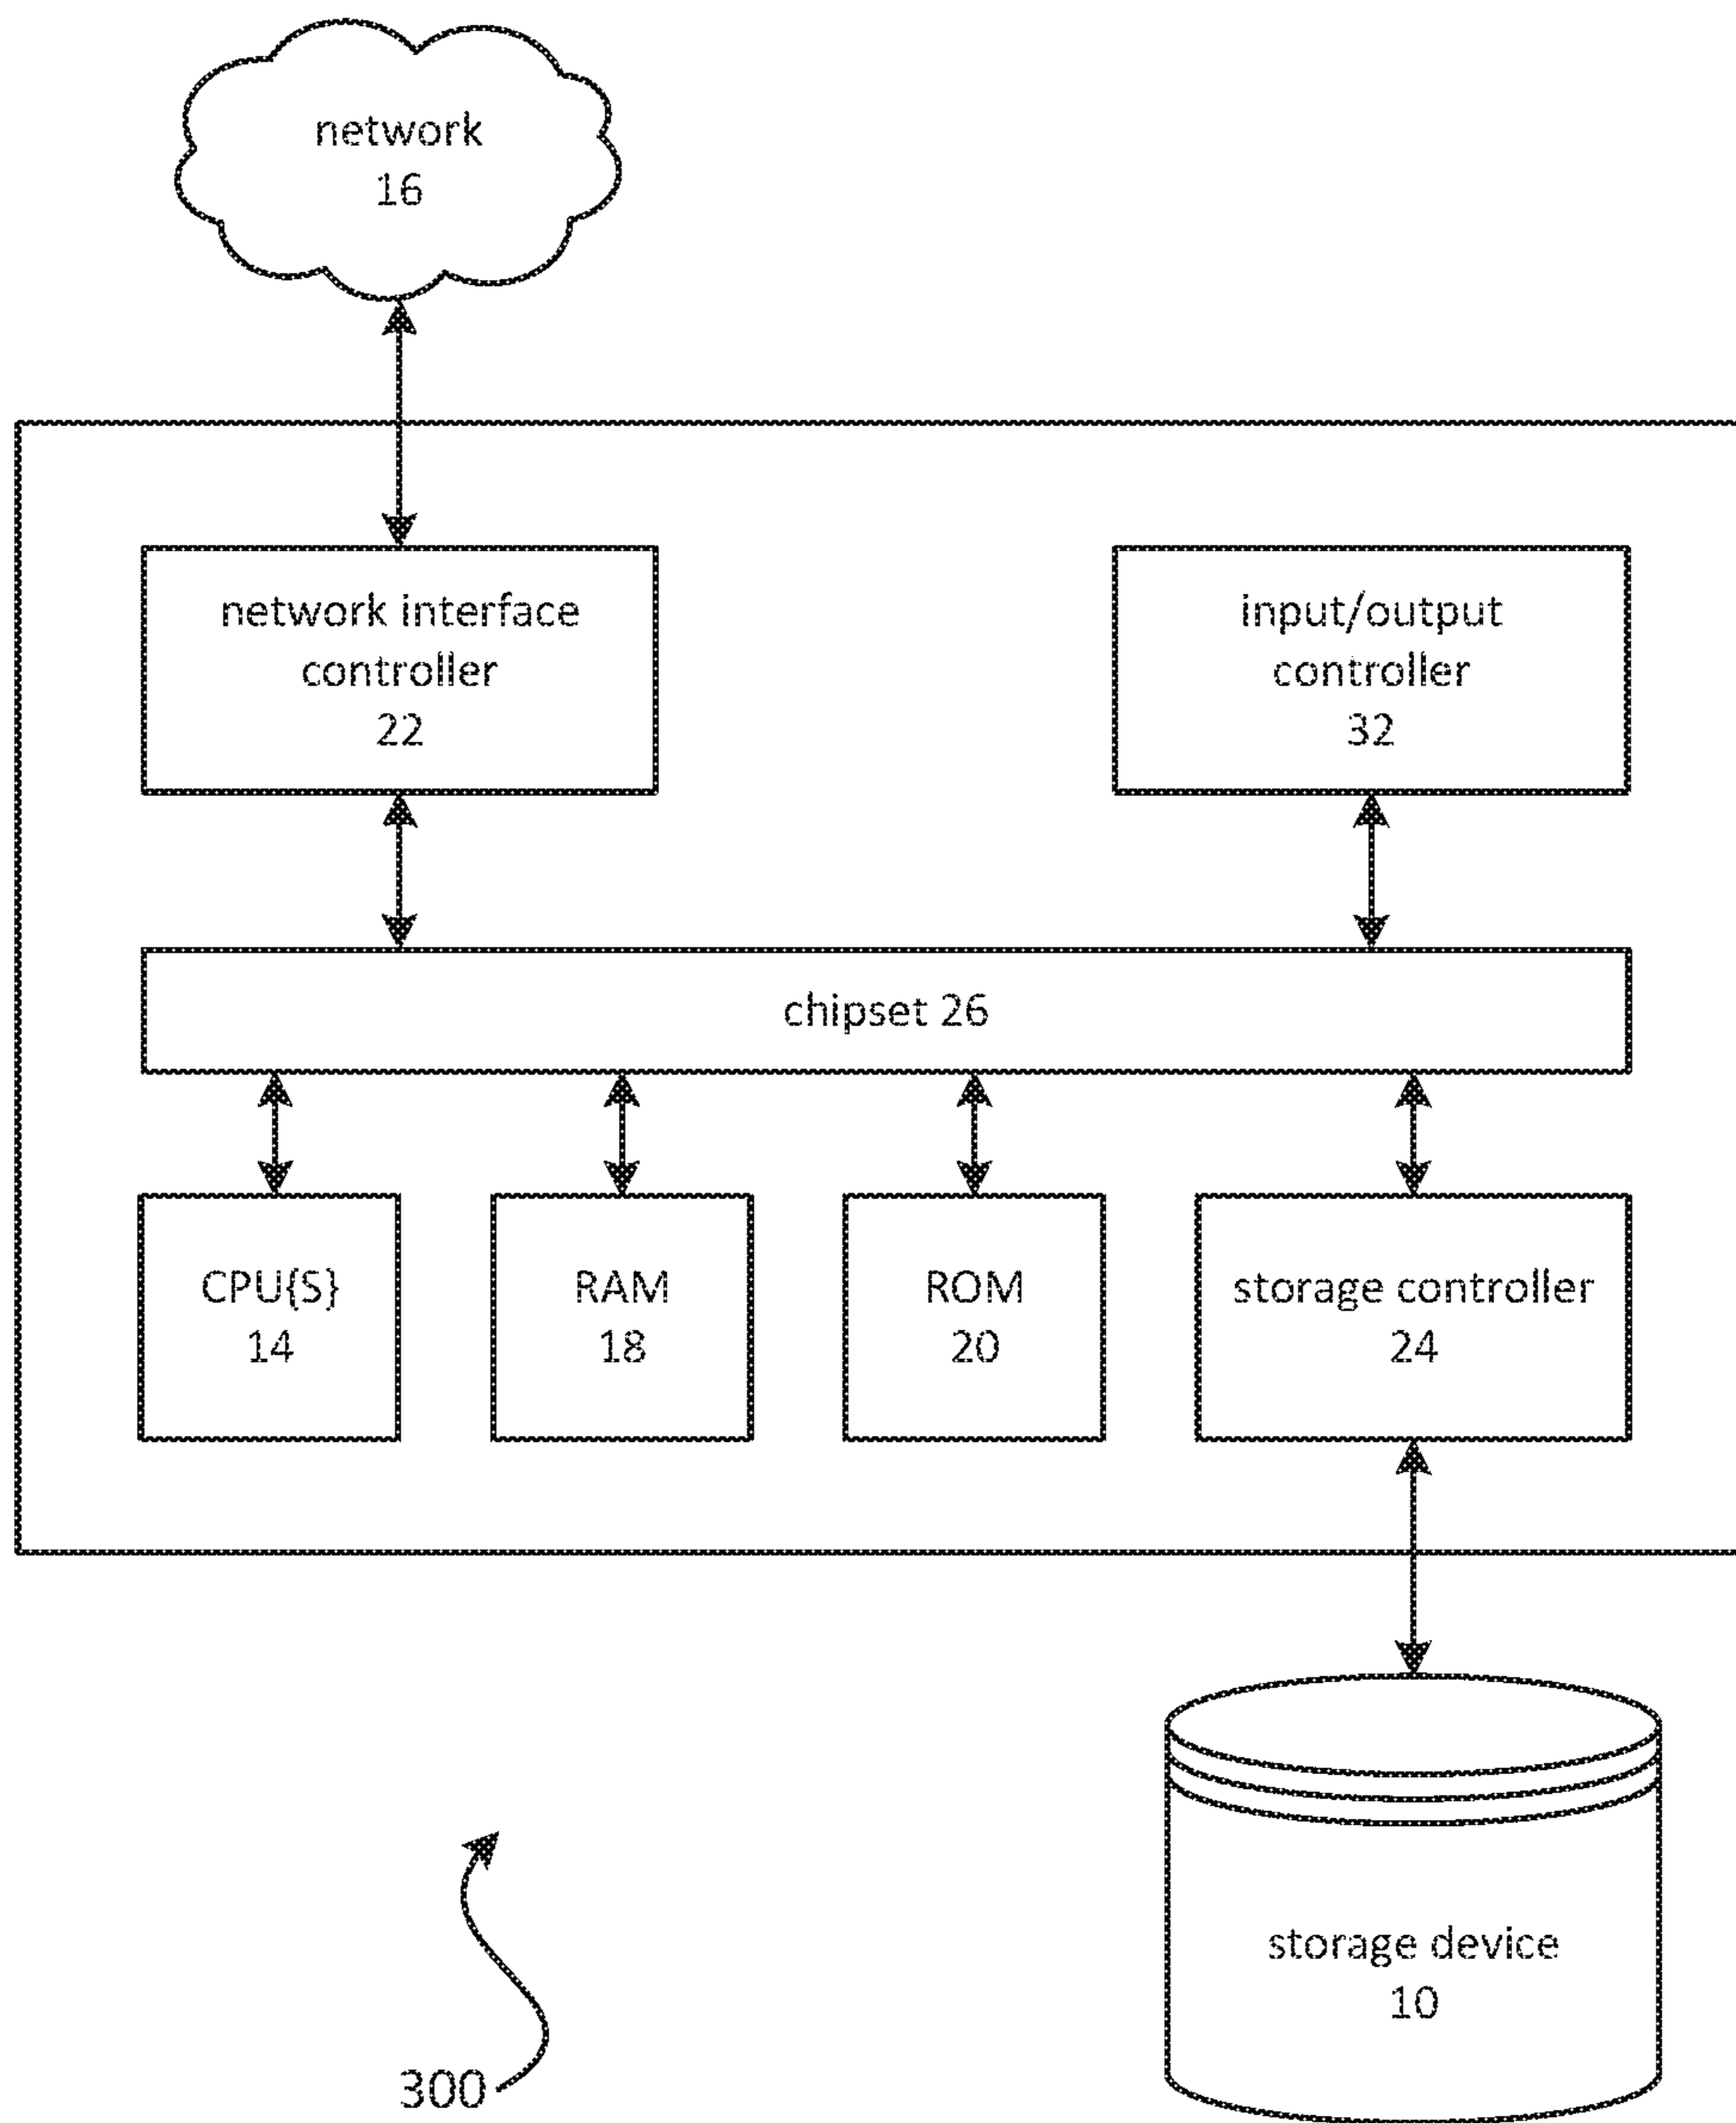 network
16
network interface
controller
22
input/output
controller
32
chipset 26
CPU{S}
14
RAM
18
ROM
20
storage controller
24
storage device
10
300